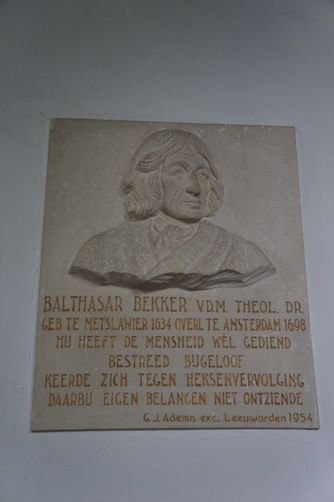 BALTHASAR BEKKER V.D.M. THEOL. DR.
GEB TE METSLAWIER 1634 OVERL TE AMSTERDAM 1698
HIJ HEEFT DE MENSHEID WEL GEDIEND
BESTREED BIJGELOOF
KEERDE ZICH TEGEN HEKSENVERVOLGING
DAARBIJ EIGEN BELANGEN NIET ONTZIENDE
G. J. Adema exc. Leeuwarden 1954